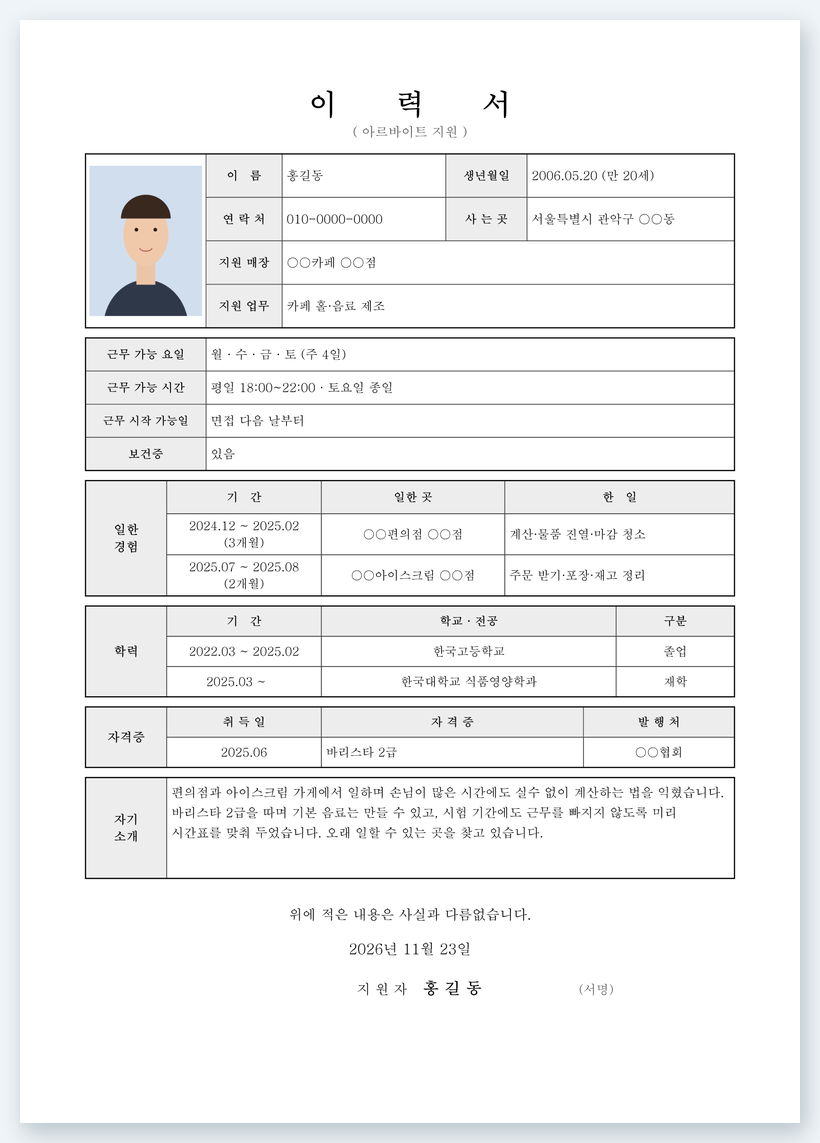 이 력 서
( 아르바이트 지원 )
이 름 홍길동 생년월일 2006.05.20 (만 20세)
연 락 처 010-0000-0000 사 는 곳 서울특별시 관악구 ○○동
지원 매장 ○○카페 ○○점
지원 업무 카페 홀·음료 제조
근무 가능 요일 월 · 수 · 금 · 토 (주 4일)
근무 가능 시간 평일 18:00~22:00 · 토요일 종일
근무 시작 가능일 면접 다음 날부터
보건증 있음
일한
경험
기 간 일한 곳 한 일
2024.12 ~ 2025.02
(3개월)
○○편의점 ○○점 계산·물품 진열·마감 청소
2025.07 ~ 2025.08
(2개월)
○○아이스크림 ○○점 주문 받기·포장·재고 정리
학력
기 간 학교 · 전공 구분
2022.03 ~ 2025.02 한국고등학교 졸업
2025.03 ~ 한국대학교 식품영양학과 재학
자격증
취 득 일 자 격 증 발 행 처
2025.06 바리스타 2급 ○○협회
자기
소개
편의점과 아이스크림 가게에서 일하며 손님이 많은 시간에도 실수 없이 계산하는 법을 익혔습니다.
바리스타 2급을 따며 기본 음료는 만들 수 있고, 시험 기간에도 근무를 빠지지 않도록 미리
시간표를 맞춰 두었습니다. 오래 일할 수 있는 곳을 찾고 있습니다.
위에 적은 내용은 사실과 다름없습니다.
2026년 11월 23일
지 원 자 홍 길 동 (서명)